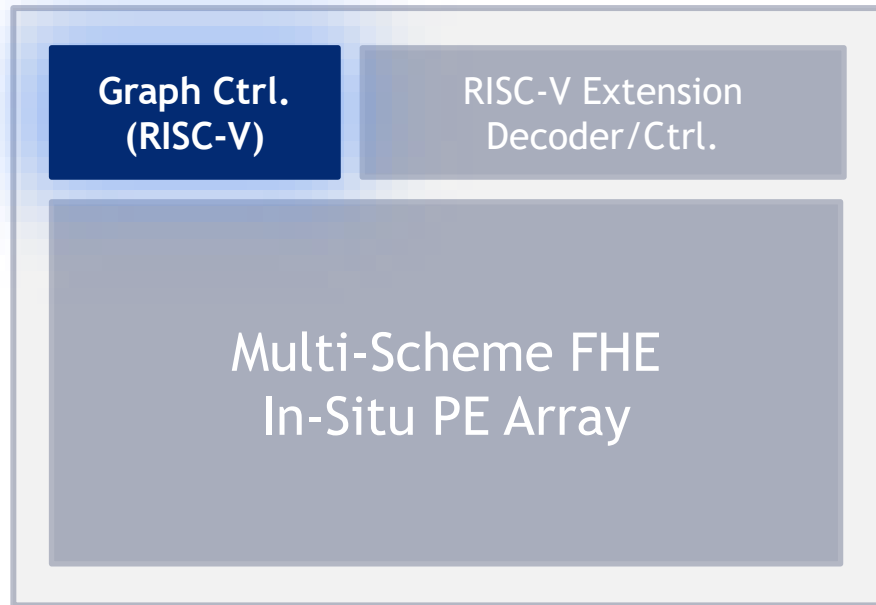 Graph Ctrl.
(RISC-V)
RISC-V Extension
Decoder/Ctrl.
Multi-Scheme FHE
In-Situ PE Array